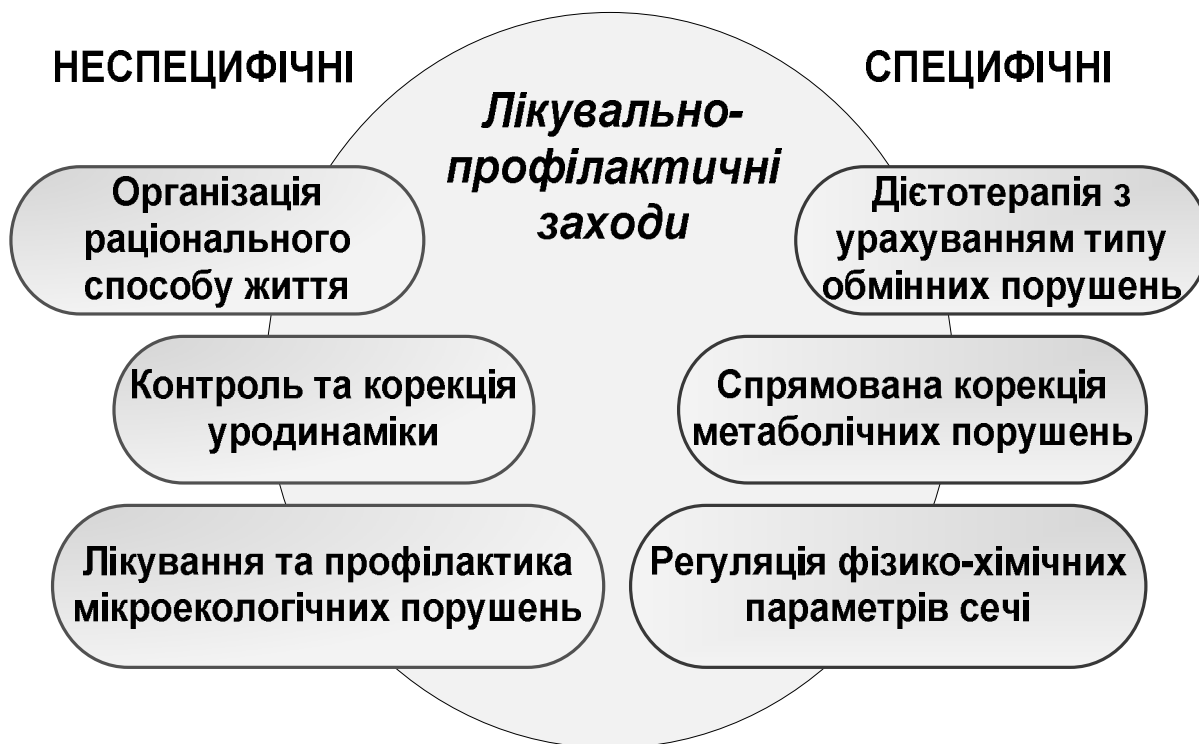 НЕСПЕЦИФІЧНІ
СПЕЦИФІЧНІ
Лікувально-
профілактичні
заходи
Організація
раціонального
способу життя
Контроль та корекція
уродинаміки
Лікування та профілактика
мікроекологічних порушень
Дієтотерапія з
урахуванням типу
обмінних порушень
Спрямована корекція
метаболічних порушень
Регуляція фізико-хімічних
параметрів сечі